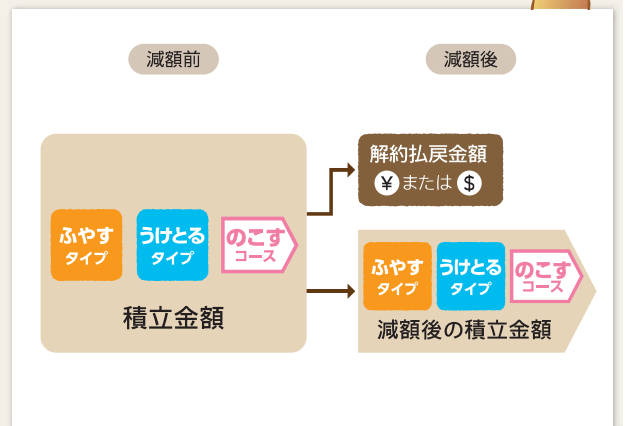 減額前
減額後
解約払戻金額
¥または$
ふやす
タイプ
うけとる
タイプ
のこす
コース
積立金額
ふやす
タイプ
うけとる
タイプ
のこす
コース
減額後の積立金額